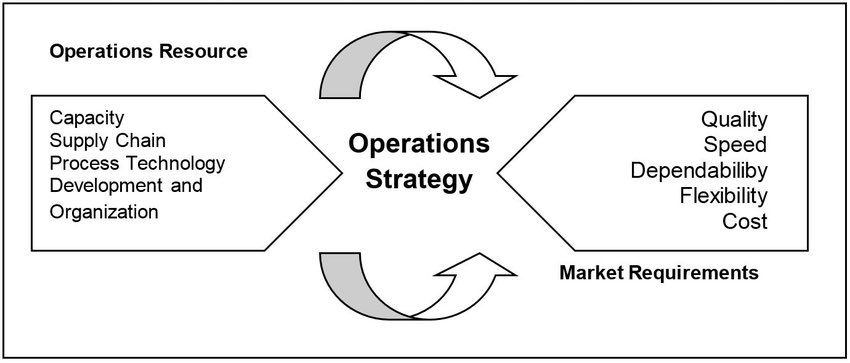 Operations Resource
Capacity
Supply Chain
Process Technology
Development and
Organization
Operations
Strategy
Quality
Speed
Dependabiliby
Flexibility
Cost
Market Requirements